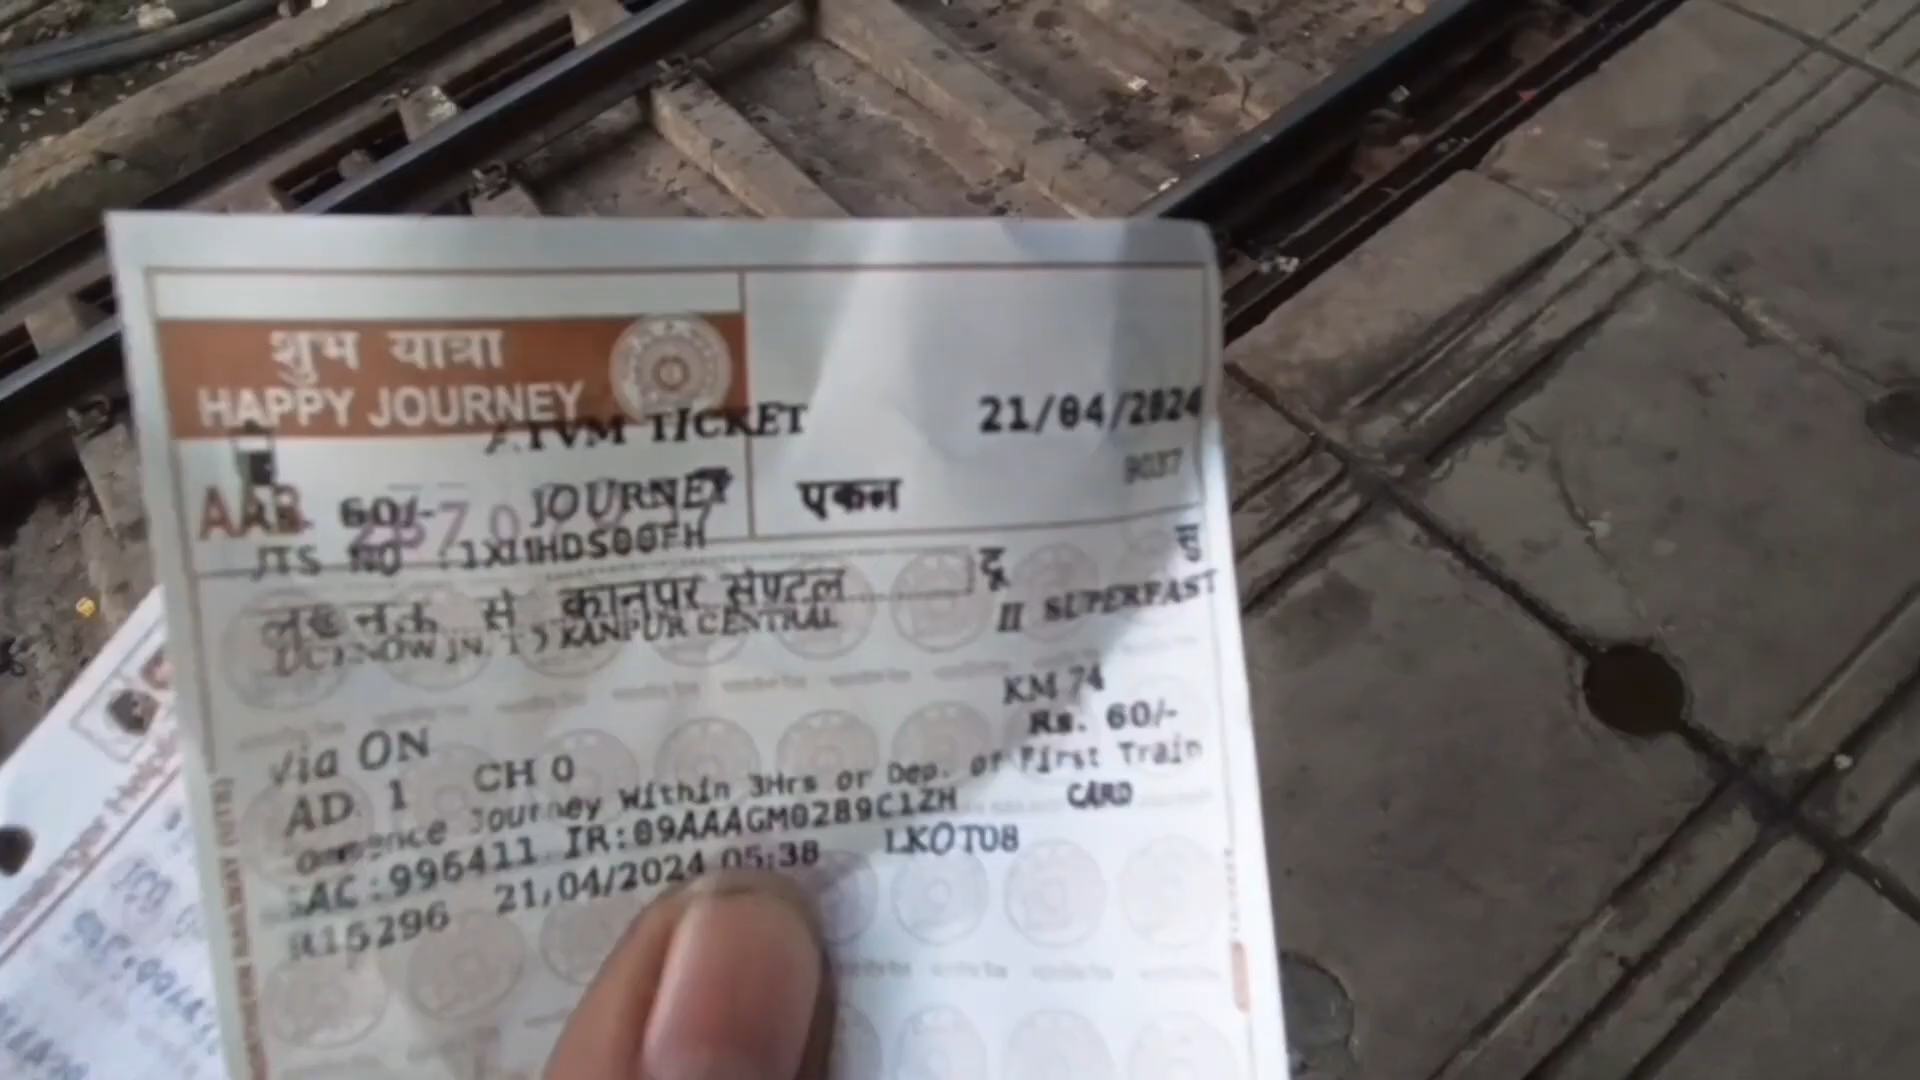 शुभ यात्रा
HAPPY JOURNEY
ATVM TICKET 21/04/2024
AAB 60/- JOURNEY एकल
लखनऊ से कानपुर सेण्टल
KANPUR CENTRAL
II SUPERFAST
KM 74
Via ON
Rs. 60/-
AD. 1 CH 0
Journey Within 3Hrs or Dep. of First Train
SAC:996411 IR:09AAAGM0289C1ZH CARD
R15296 21,04/2024 05:38 LKOT08